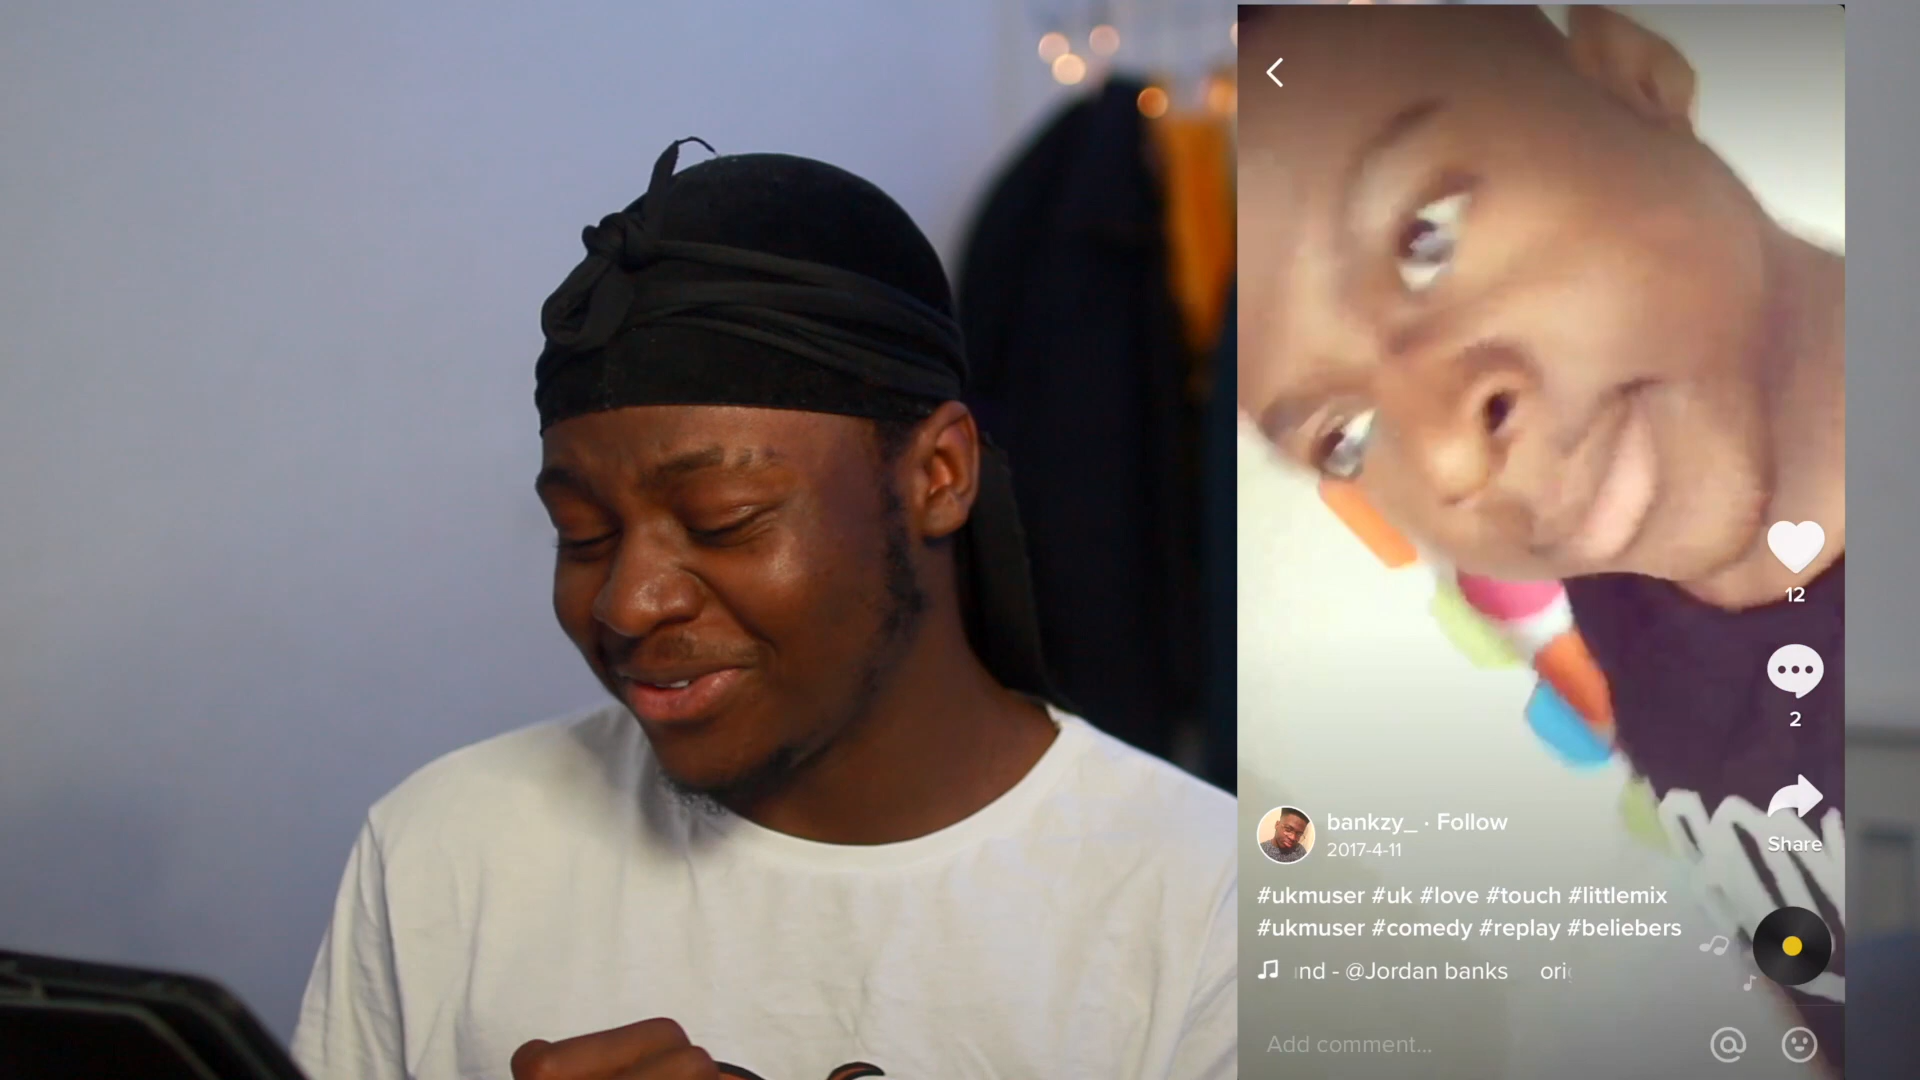 12
2
Share
bankzy_ · Follow
2017-4-11
#ukmuser #uk #love #touch #littlemix
#ukmuser #comedy #replay #beliebers
nd - @Jordan banks ori
Add comment...